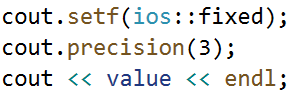 cout.setf(ios::fixed);
cout.precision(3);
cout << value << endl;